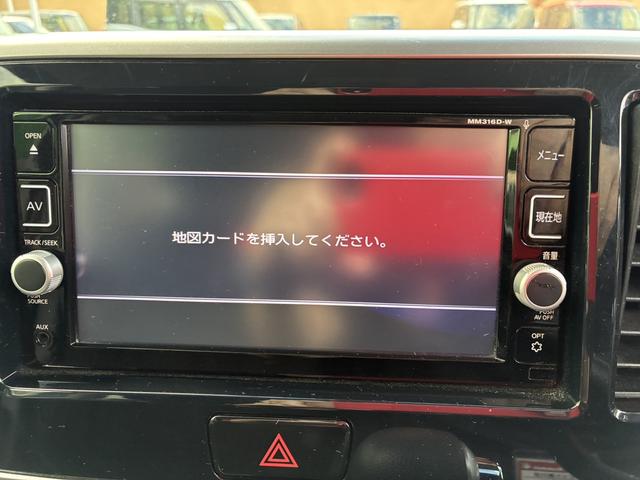 MM316D-W
OPEN
メニュー
AV
現在地
地図カードを挿入してください。
TRACK/SEEK
音量
PUSH
SOURCE
PUSH
AV OFF
AUX
OPT